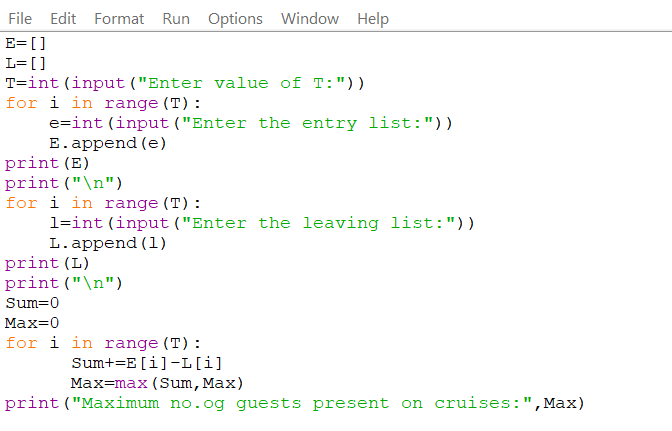 File Edit Format Run Options Window Help
E=[]
L=[]
T=int(input("Enter value of T:"))
for i in range(T):
    e=int(input("Enter the entry list:"))
    E.append(e)
print(E)
print("\n")
for i in range(T):
    l=int(input("Enter the leaving list:"))
    L.append(l)
print(L)
print("\n")
Sum=0
Max=0
for i in range(T):
      Sum+=E[i]-L[i]
      Max=max(Sum,Max)
print("Maximum no.og guests present on cruises:",Max)